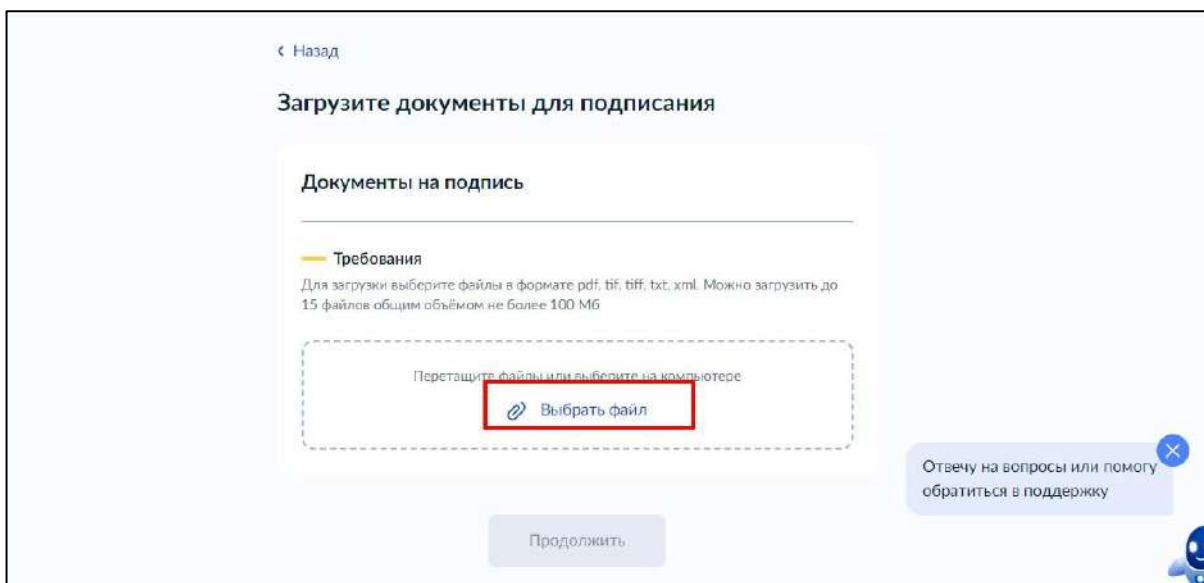 Назад
Загрузите документы для подписания
Документы на подпись
Требования
Для загрузки выберите файлы в формате pdf, tif, tiff, txt, xml. Можно загрузить до
15 файлов общим объёмом не более 100 Мб
Перетащите файлы или выберите на компьютере
Выбрать файл
Отвечу на вопросы или помогу
обратиться в поддержку
Продолжить